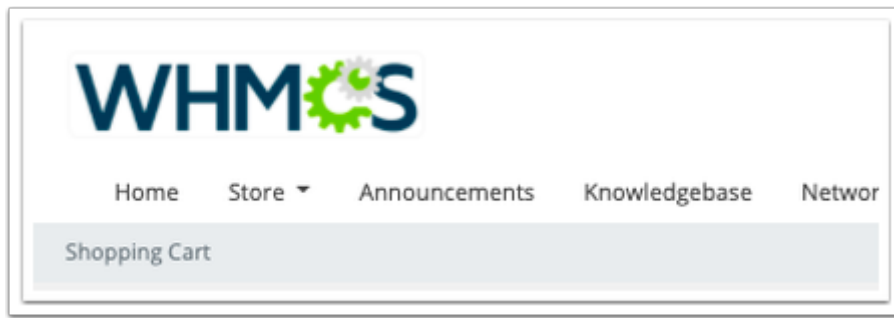 WHMCS
Home Store Announcements Knowledgebase Networ
Shopping Cart